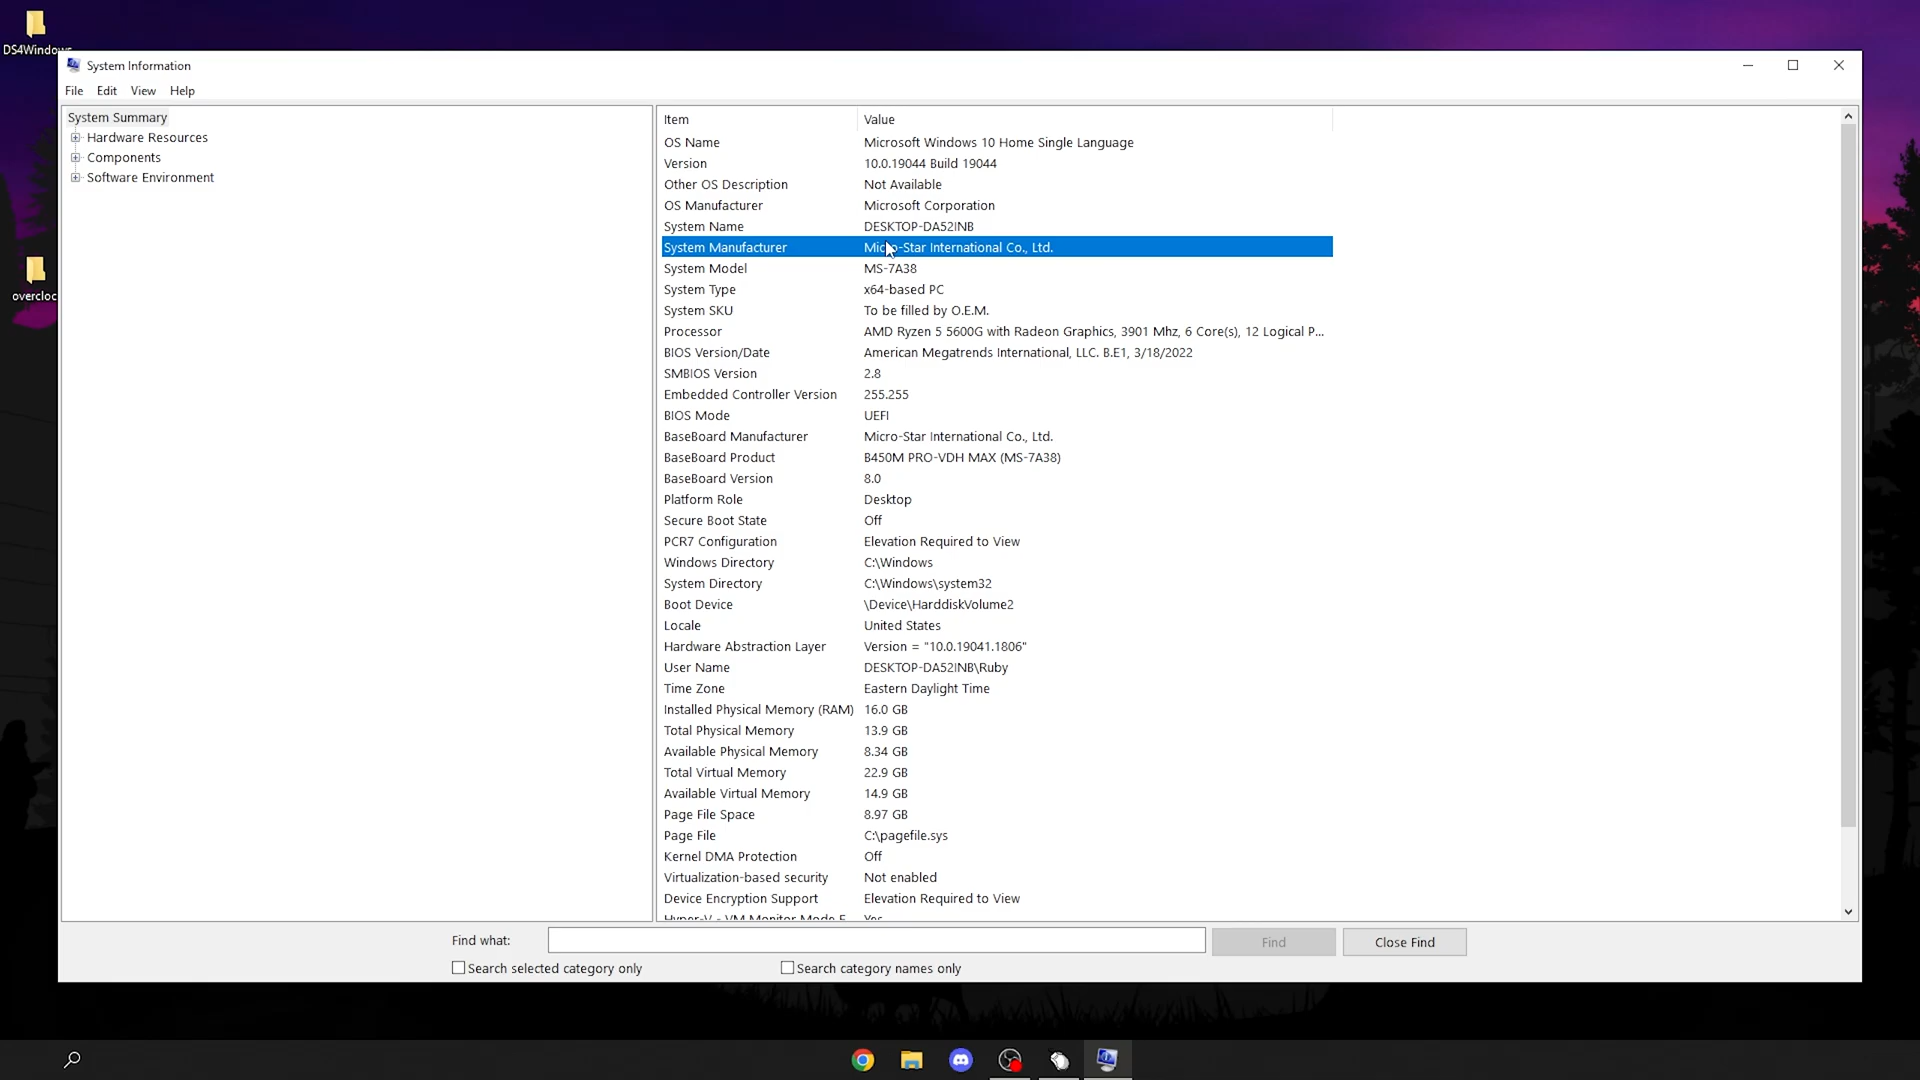 DS4Windows
System Information
File Edit View Help
System Summary
Hardware Resources
Components
Software Environment
Item Value
OS Name Microsoft Windows 10 Home Single Language
Version 10.0.19044 Build 19044
Other OS Description Not Available
OS Manufacturer Microsoft Corporation
System Name DESKTOP-DA52INB
System Manufacturer Micro-Star International Co., Ltd.
System Model MS-7A38
System Type x64-based PC
System SKU To be filled by O.E.M.
Processor AMD Ryzen 5 5600G with Radeon Graphics, 3901 Mhz, 6 Core(s), 12 Logical P...
BIOS Version/Date American Megatrends International, LLC. B.E1, 3/18/2022
SMBIOS Version 2.8
Embedded Controller Version 255.255
BIOS Mode UEFI
BaseBoard Manufacturer Micro-Star International Co., Ltd.
BaseBoard Product B450M PRO-VDH MAX (MS-7A38)
BaseBoard Version 8.0
Platform Role Desktop
Secure Boot State Off
PCR7 Configuration Elevation Required to View
Windows Directory C:\Windows
System Directory C:\Windows\system32
Boot Device \Device\HarddiskVolume2
Locale United States
Hardware Abstraction Layer Version = "10.0.19041.1806"
User Name DESKTOP-DA52INB\Ruby
Time Zone Eastern Daylight Time
Installed Physical Memory (RAM) 16.0 GB
Total Physical Memory 13.9 GB
Available Physical Memory 8.34 GB
Total Virtual Memory 22.9 GB
Available Virtual Memory 14.9 GB
Page File Space 8.97 GB
Page File C:\pagefile.sys
Kernel DMA Protection Off
Virtualization-based security Not enabled
Device Encryption Support Elevation Required to View
Hyper-V - VM Monitor Mode E Yes
overcloc
Find what: Find Close Find
Search selected category only Search category names only